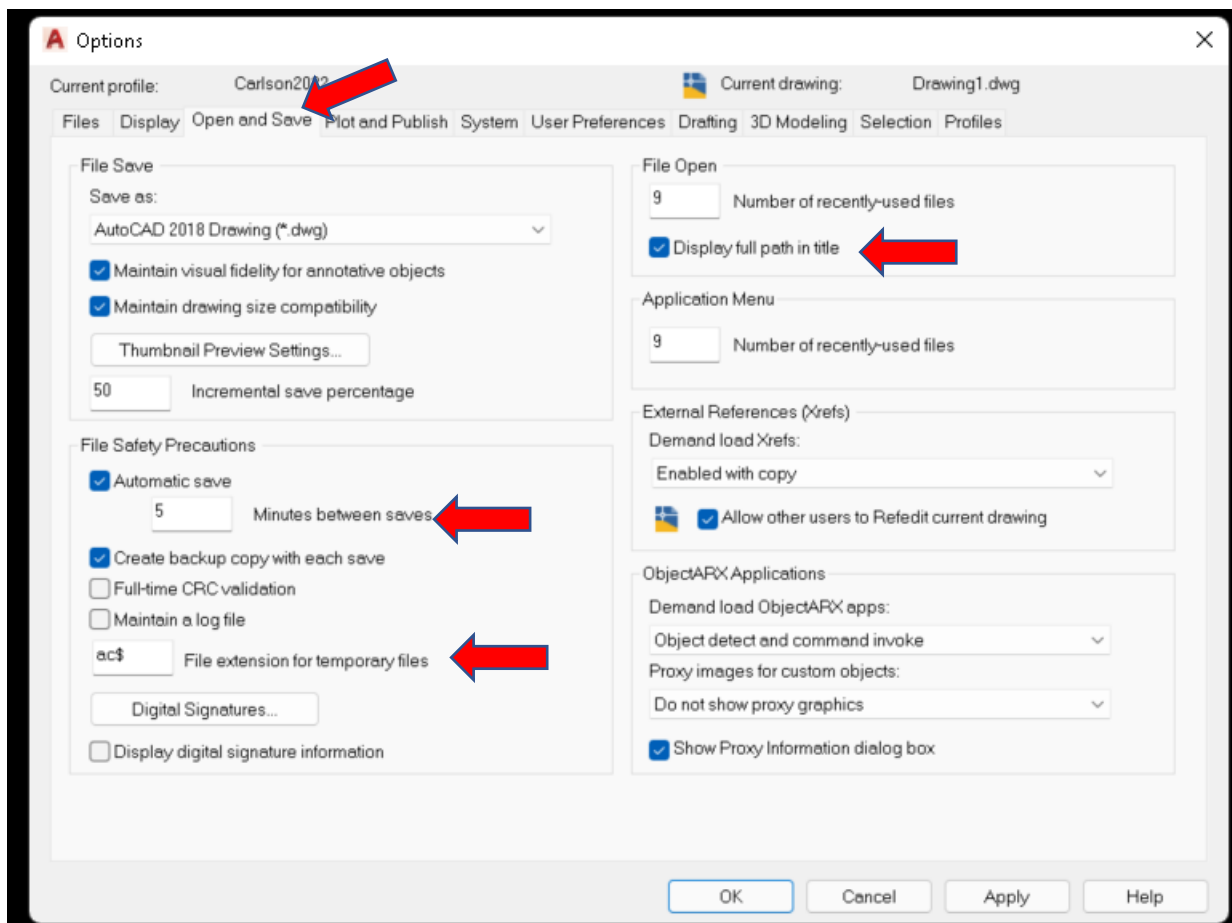 Options
Current profile: Carlson2022 Current drawing: Drawing1.dwg
Files Display Open and Save Plot and Publish System User Preferences Drafting 3D Modeling Selection Profiles
File Save
Save as:
AutoCAD 2018 Drawing (*.dwg)
Maintain visual fidelity for annotative objects
Maintain drawing size compatibility
Thumbnail Preview Settings...
50 Incremental save percentage
File Safety Precautions
Automatic save
5 Minutes between saves
Create backup copy with each save
Full-time CRC validation
Maintain a log file
ac$ File extension for temporary files
Digital Signatures...
Display digital signature information
File Open
9 Number of recently-used files
Display full path in title
Application Menu
9 Number of recently-used files
External References (Xrefs)
Demand load Xrefs:
Enabled with copy
Allow other users to Refedit current drawing
ObjectARX Applications
Demand load ObjectARX apps:
Object detect and command invoke
Proxy images for custom objects:
Do not show proxy graphics
Show Proxy Information dialog box
OK Cancel Apply Help